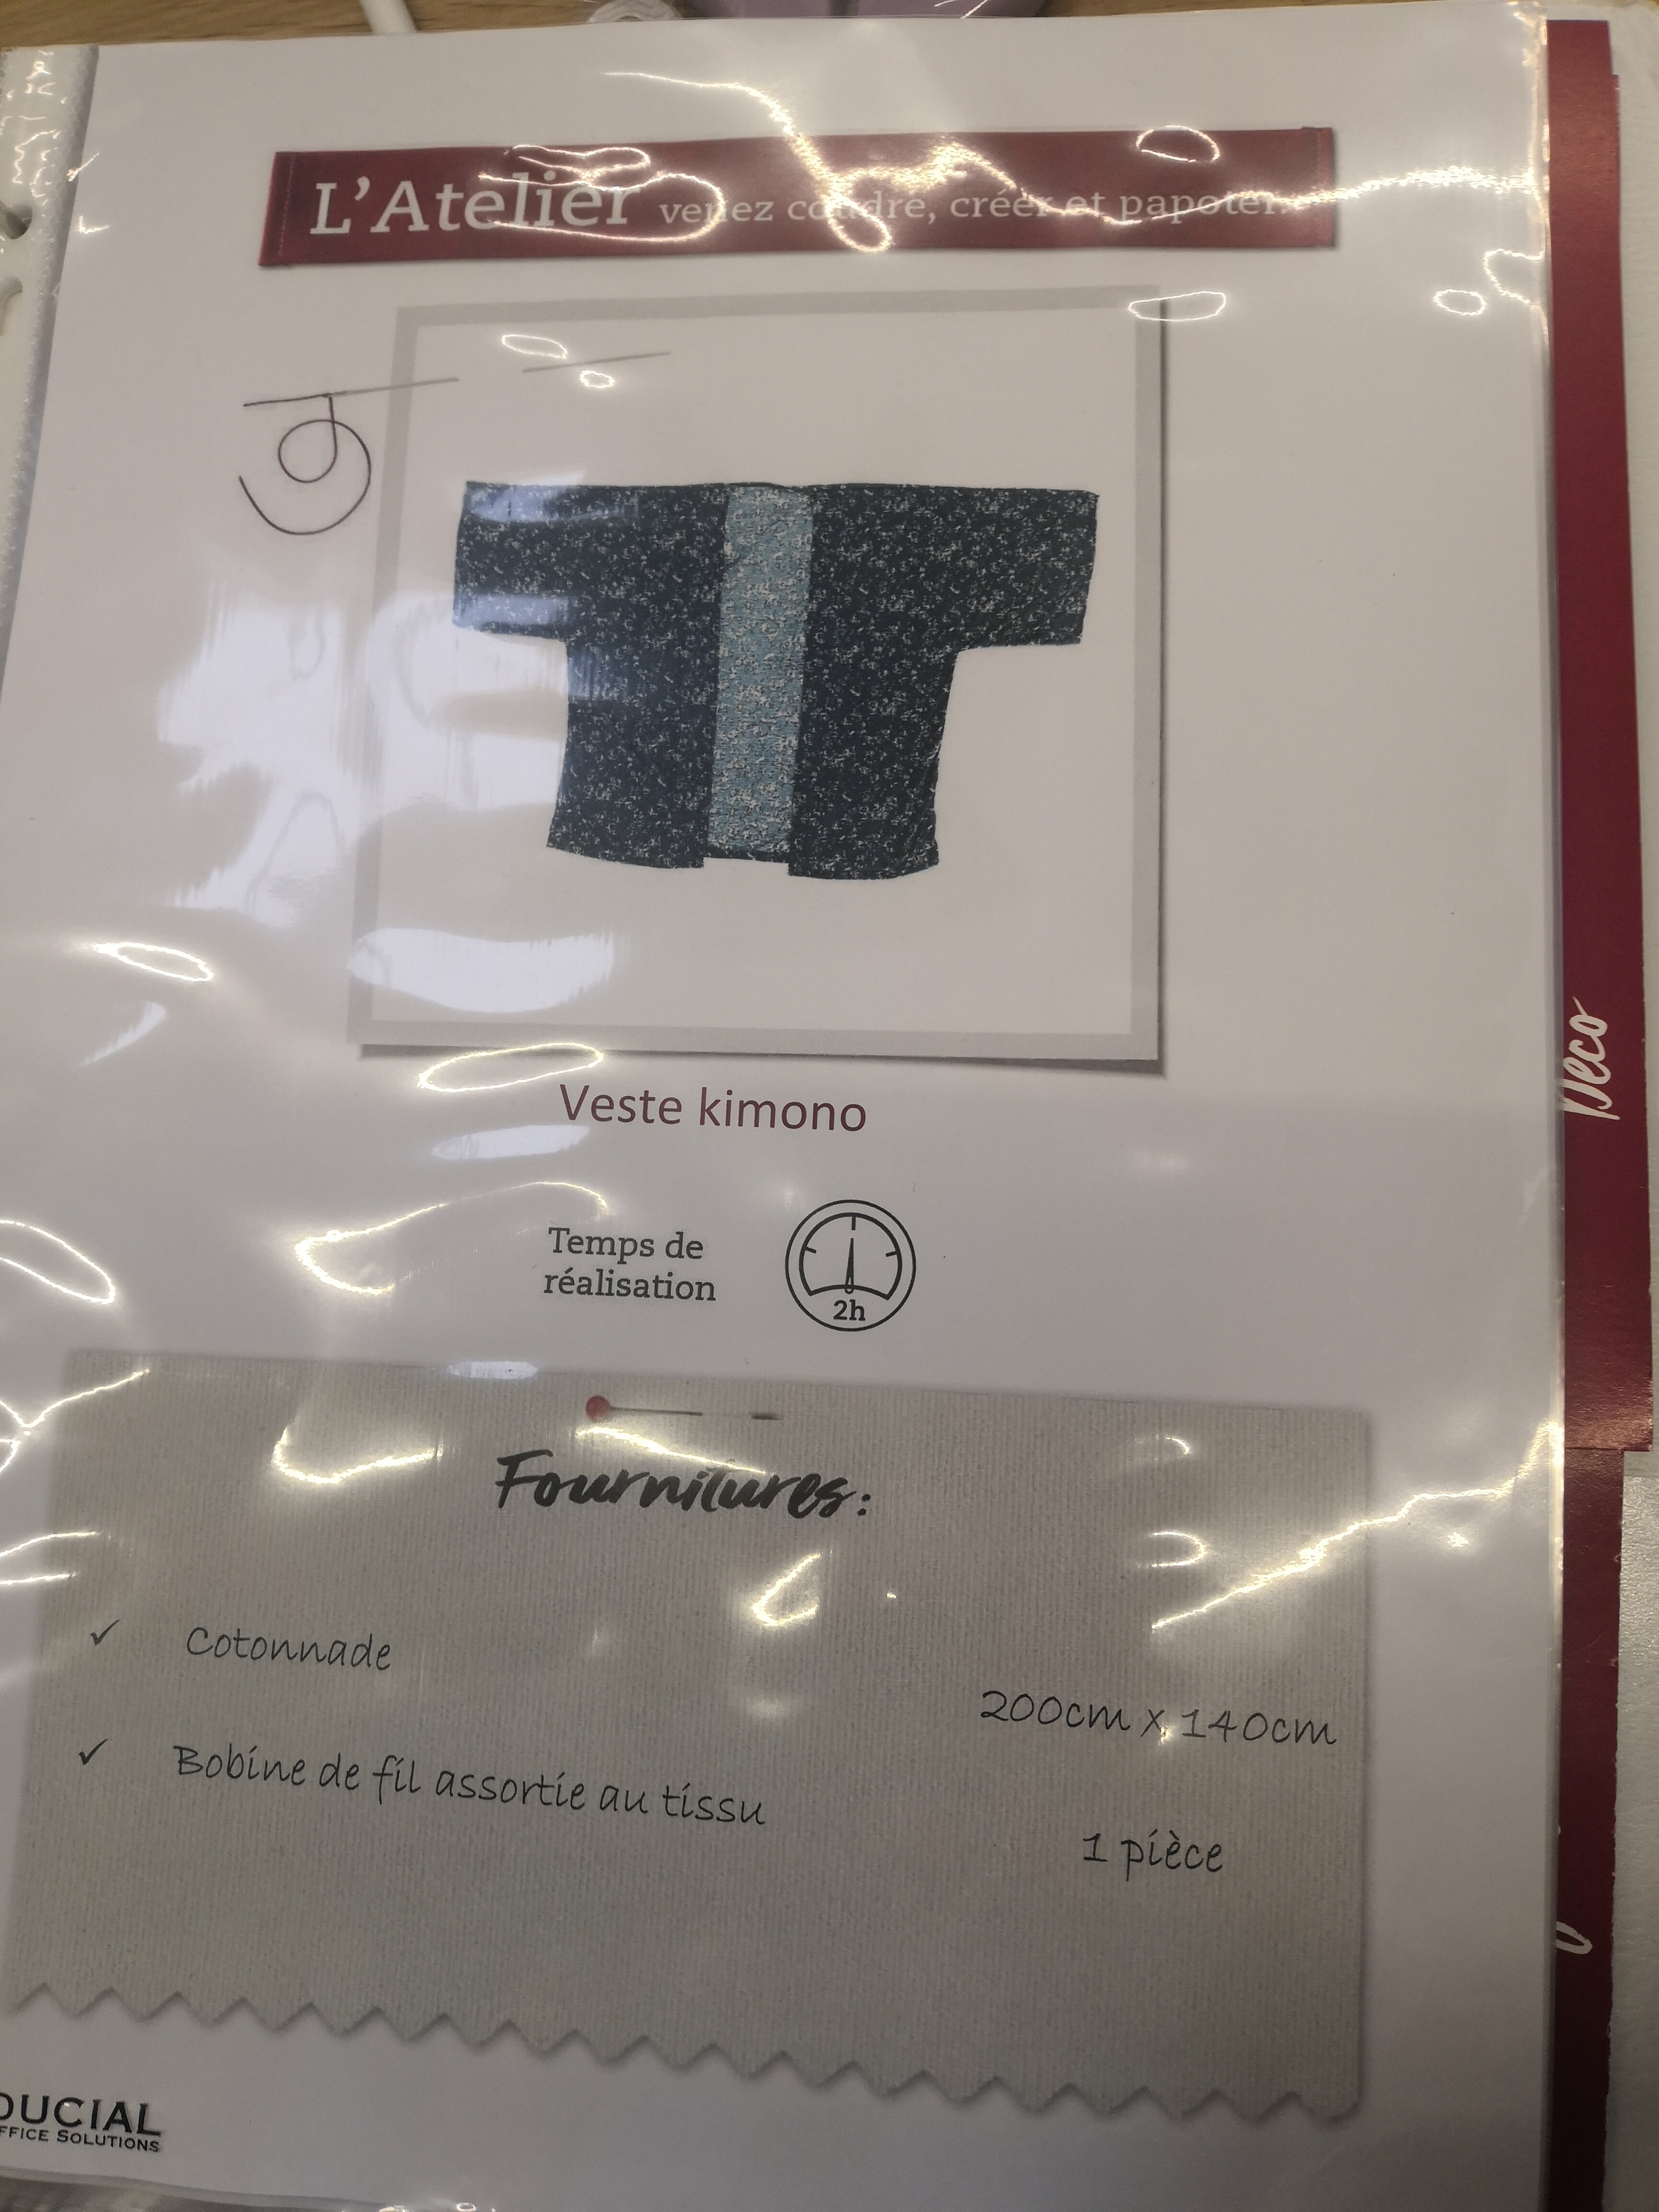 L'Atelier venez coudre, créer et papoter
Veste kimono
Temps de
réalisation
2h
Fournitures:
✓ Cotonnade
200cm x 140cm
✓ Bobine de fil assortie au tissu
1 pièce
Deco
DUCIAL
FFICE SOLUTIONS